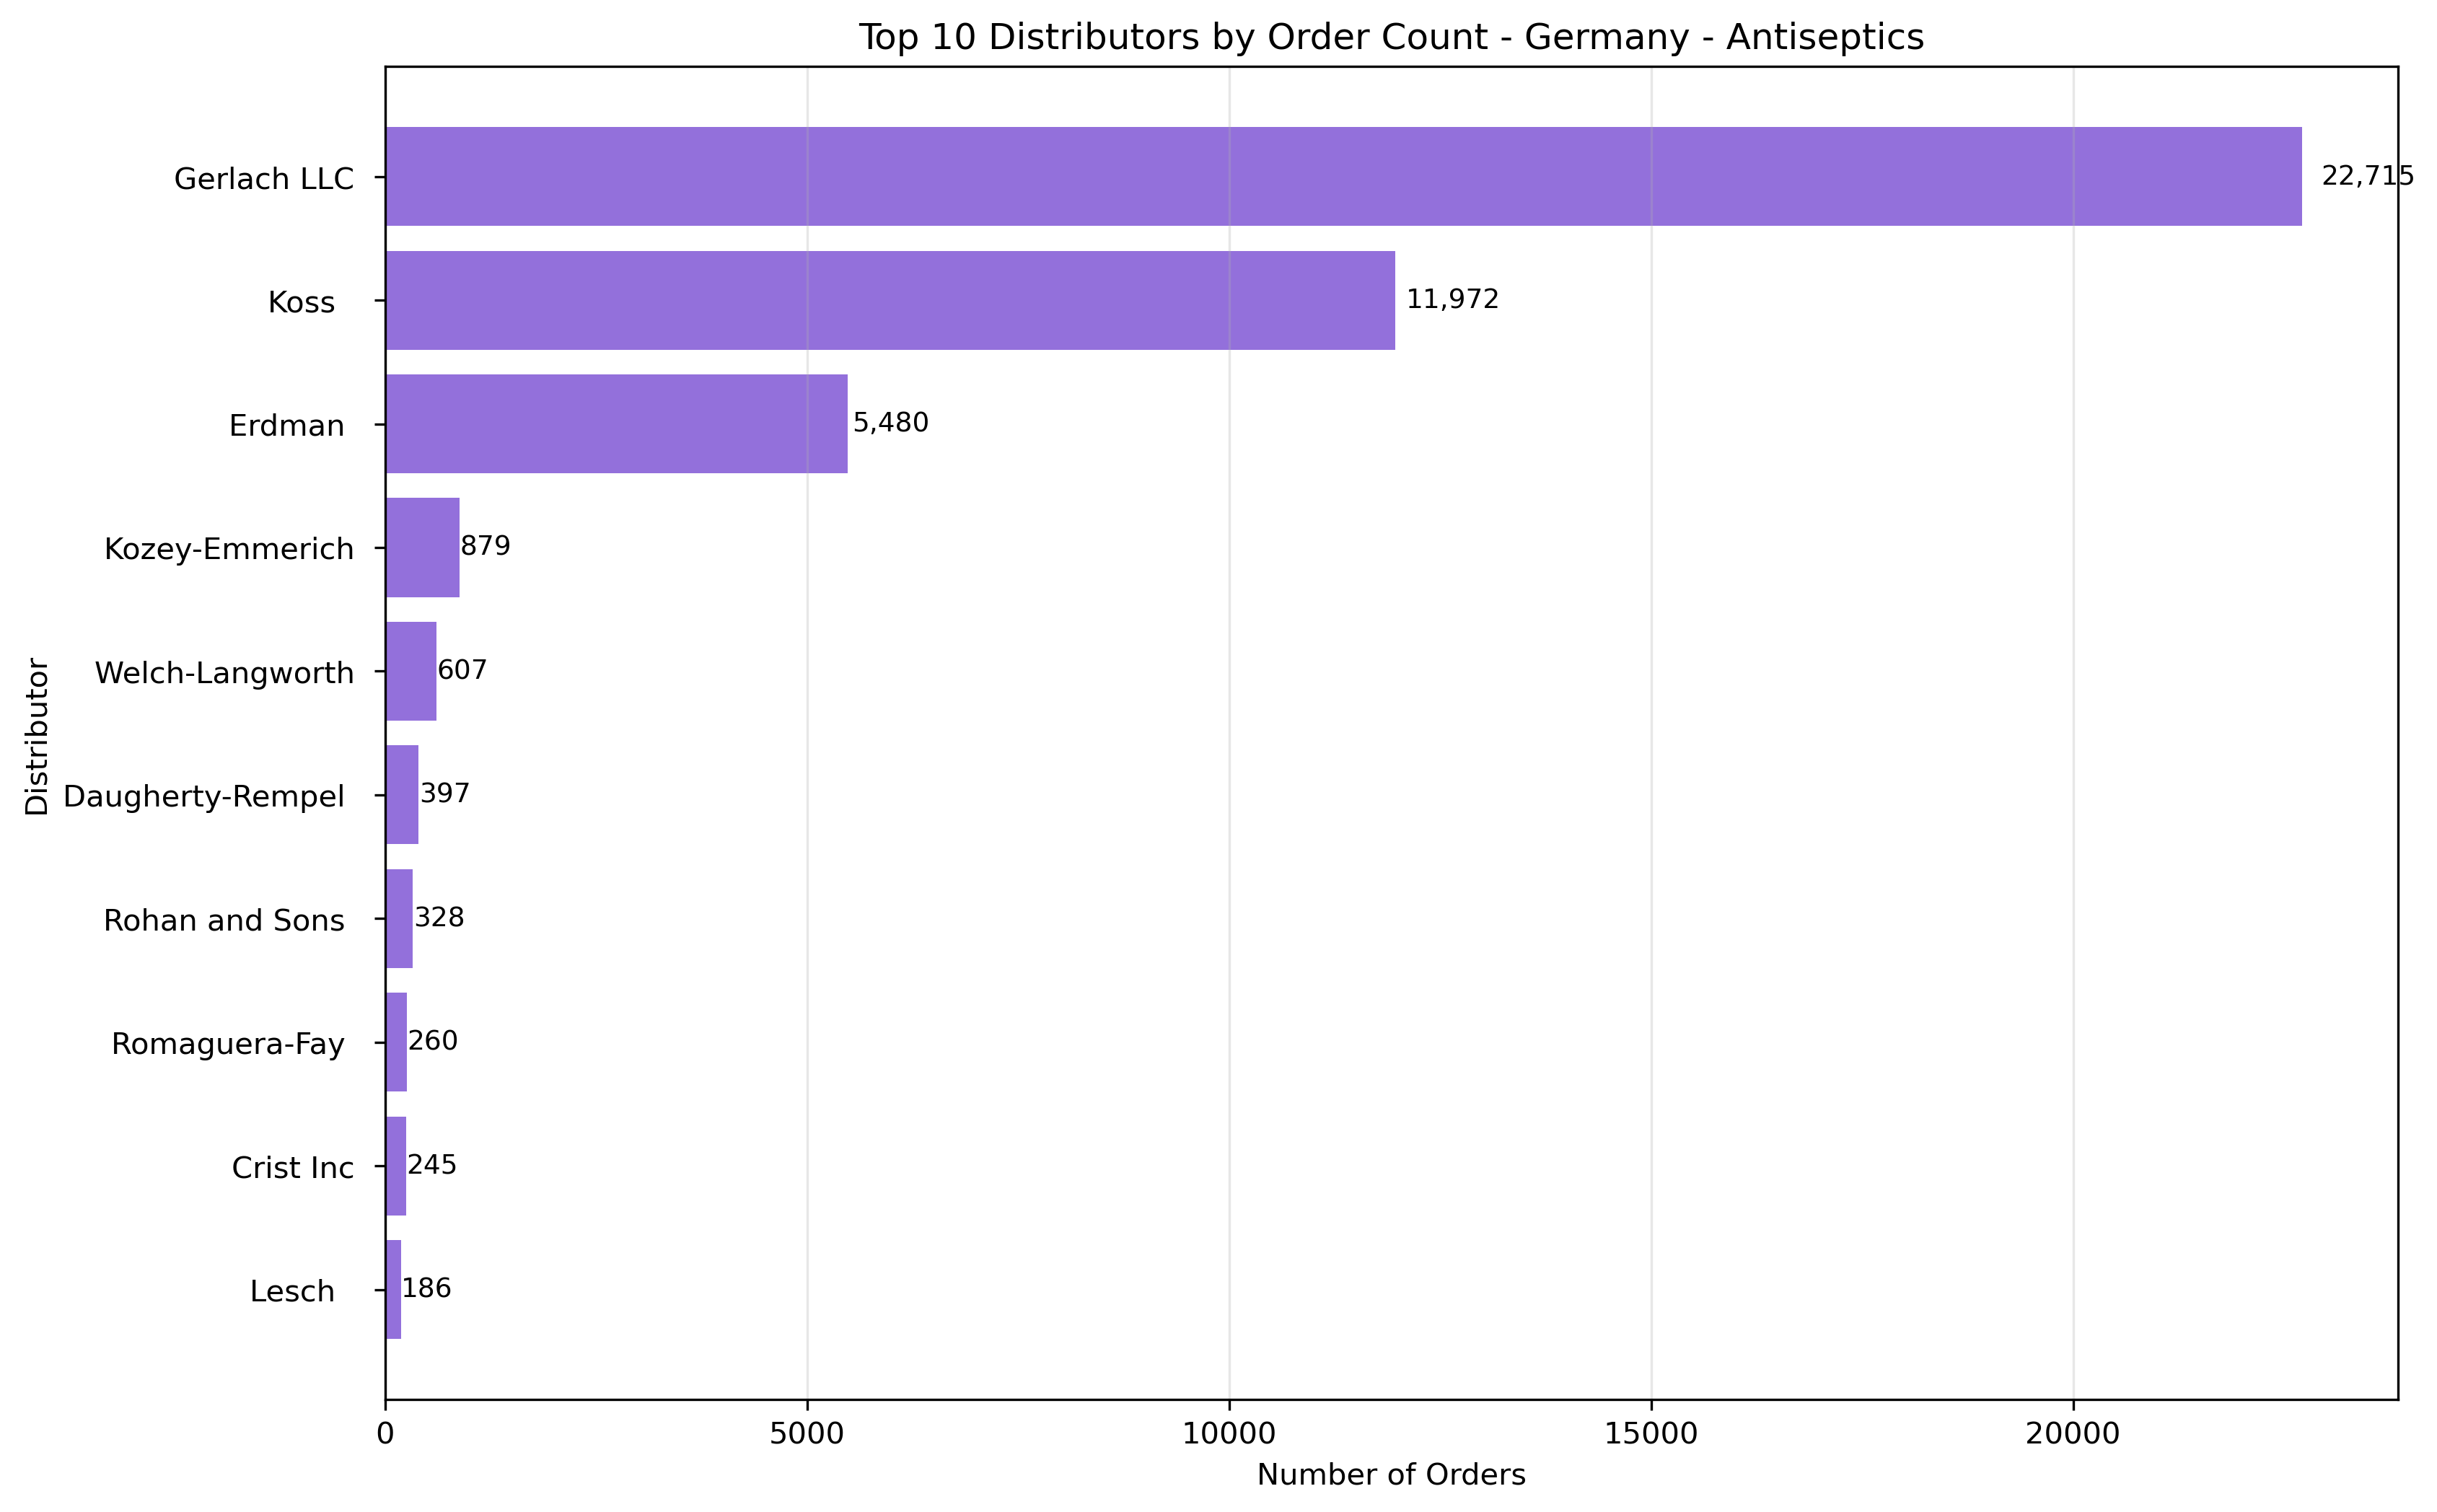 Top 10 Distributors by Order Count - Germany - Antiseptics
Distributor
Gerlach LLC 22,715
Koss 11,972
Erdman 5,480
Kozey-Emmerich 879
Welch-Langworth 607
Daugherty-Rempel 397
Rohan and Sons 328
Romaguera-Fay 260
Crist Inc 245
Lesch 186
0 5000 10000 15000 20000
Number of Orders